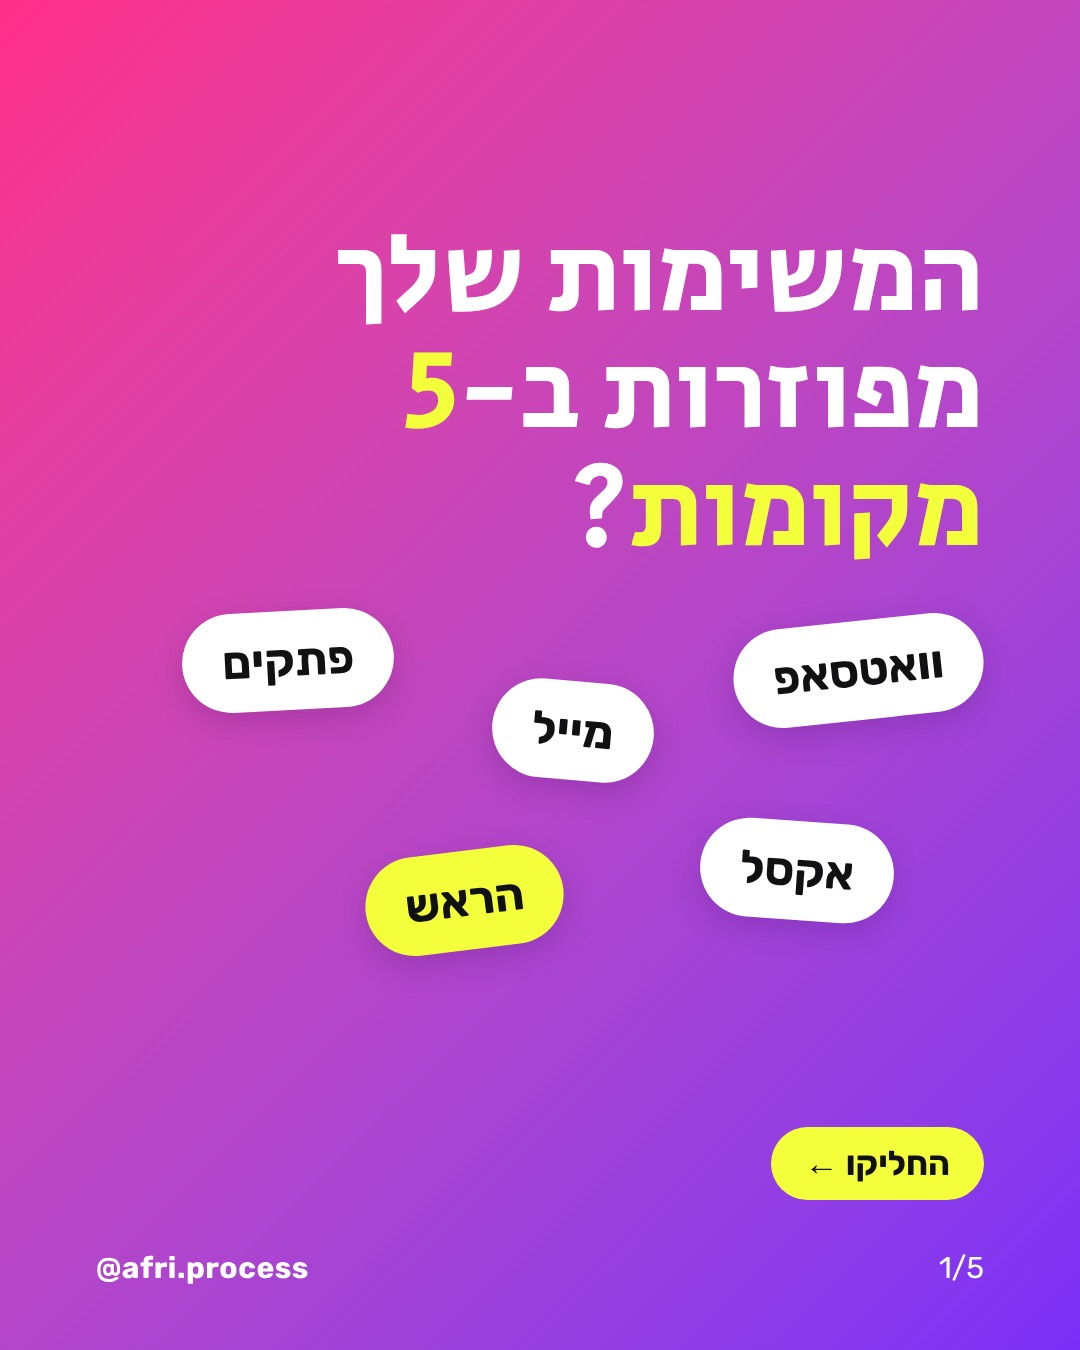 המשימות שלך
מפוזרות ב-5
מקומות?
וואטסאפ
פתקים
מייל
אקסל
הראש
החליקו ←
1/5
@afri.process